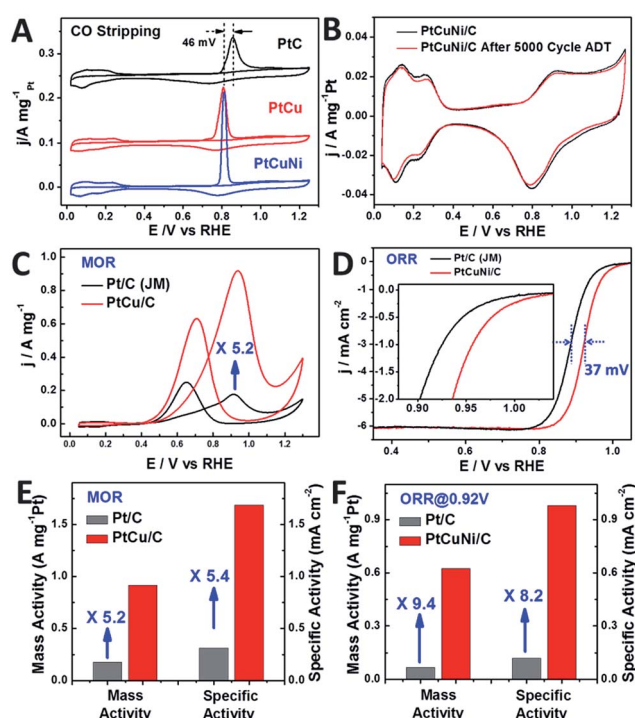 A
CO Stripping
46 mV
PtC
PtCu
PtCuNi
j/A mg⁻¹Pt
0.3
0.2
0.1
0.0
0.0 0.2 0.4 0.6 0.8 1.0 1.2
E /V vs RHE
B
PtCuNi/C
PtCuNi/C After 5000 Cycle ADT
j / A mg⁻¹Pt
0.04
0.02
0.00
-0.02
-0.04
0.0 0.2 0.4 0.6 0.8 1.0 1.2
E / V vs RHE
C
MOR
Pt/C (JM)
PtCu/C
X 5.2
j / A mg⁻¹
1.0
0.8
0.6
0.4
0.2
0.0
0.0 0.2 0.4 0.6 0.8 1.0 1.2
E / V vs RHE
D
ORR
Pt/C (JM)
PtCuNi/C
37 mV
0.90 0.95 1.00
j / mA cm⁻²
0
-1
-2
-3
-4
-5
-6
0.4 0.6 0.8 1.0
E / V vs RHE
E
MOR
Pt/C
PtCu/C
X 5.2
X 5.4
Mass Activity (A mg⁻¹Pt)
1.5
1.0
0.5
0.0
Specific Activity (mA cm⁻²)
2.5
2.0
1.5
1.0
0.5
0.0
Mass Activity
Specific Activity
F
ORR@0.92V
Pt/C
PtCuNi/C
X 9.4
X 8.2
Mass Activity (A mg⁻¹Pt)
0.9
0.6
0.3
0.0
Specific Activity (mA cm⁻²)
0.9
0.6
0.3
0.0
Mass Activity
Specific Activity